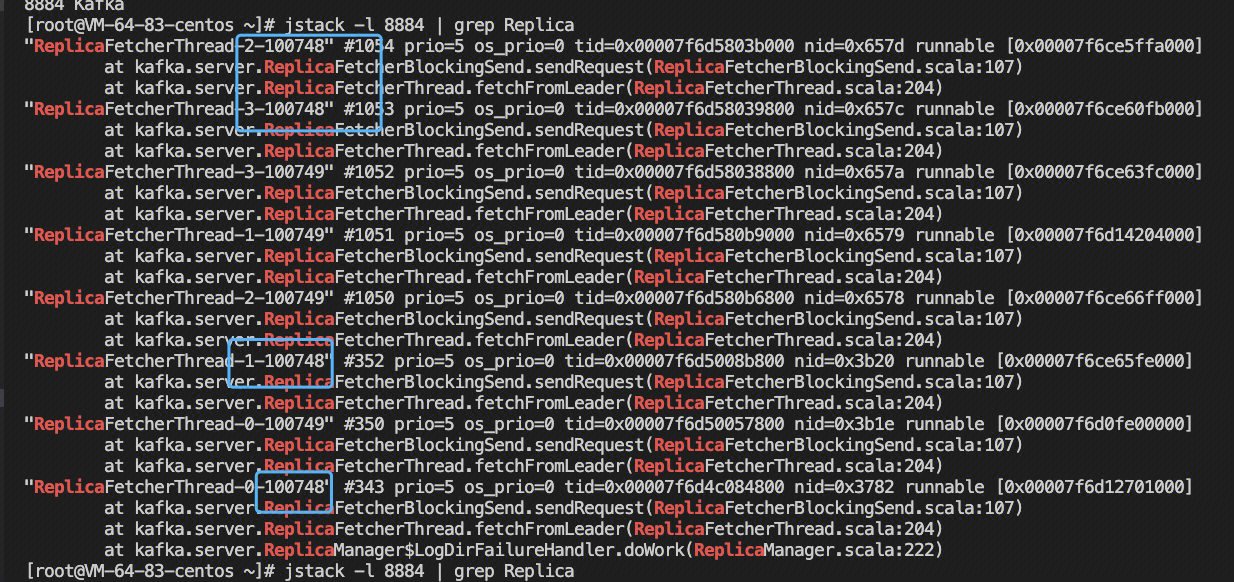 8884 Kafka
[root@VM-64-83-centos ~]# jstack -l 8884 | grep Replica
"ReplicaFetcherThread-2-100748" #1054 prio=5 os_prio=0 tid=0x00007f6d5803b000 nid=0x657d runnable [0x00007f6ce5ffa000]
at kafka.server.ReplicaFetcherBlockingSend.sendRequest(ReplicaFetcherBlockingSend.scala:107)
at kafka.server.ReplicaFetcherThread.fetchFromLeader(ReplicaFetcherThread.scala:204)
"ReplicaFetcherThread-3-100748" #1053 prio=5 os_prio=0 tid=0x00007f6d58039800 nid=0x657c runnable [0x00007f6ce60fb000]
at kafka.server.ReplicaFetcherBlockingSend.sendRequest(ReplicaFetcherBlockingSend.scala:107)
at kafka.server.ReplicaFetcherThread.fetchFromLeader(ReplicaFetcherThread.scala:204)
"ReplicaFetcherThread-3-100749" #1052 prio=5 os_prio=0 tid=0x00007f6d58038800 nid=0x657a runnable [0x00007f6ce63fc000]
at kafka.server.ReplicaFetcherBlockingSend.sendRequest(ReplicaFetcherBlockingSend.scala:107)
at kafka.server.ReplicaFetcherThread.fetchFromLeader(ReplicaFetcherThread.scala:204)
"ReplicaFetcherThread-1-100749" #1051 prio=5 os_prio=0 tid=0x00007f6d580b9000 nid=0x6579 runnable [0x00007f6d14204000]
at kafka.server.ReplicaFetcherBlockingSend.sendRequest(ReplicaFetcherBlockingSend.scala:107)
at kafka.server.ReplicaFetcherThread.fetchFromLeader(ReplicaFetcherThread.scala:204)
"ReplicaFetcherThread-2-100749" #1050 prio=5 os_prio=0 tid=0x00007f6d580b6800 nid=0x6578 runnable [0x00007f6ce66ff000]
at kafka.server.ReplicaFetcherBlockingSend.sendRequest(ReplicaFetcherBlockingSend.scala:107)
at kafka.server.ReplicaFetcherThread.fetchFromLeader(ReplicaFetcherThread.scala:204)
"ReplicaFetcherThread-1-100748" #352 prio=5 os_prio=0 tid=0x00007f6d5008b800 nid=0x3b20 runnable [0x00007f6ce65fe000]
at kafka.server.ReplicaFetcherBlockingSend.sendRequest(ReplicaFetcherBlockingSend.scala:107)
at kafka.server.ReplicaFetcherThread.fetchFromLeader(ReplicaFetcherThread.scala:204)
"ReplicaFetcherThread-0-100749" #350 prio=5 os_prio=0 tid=0x00007f6d50057800 nid=0x3b1e runnable [0x00007f6d0fe00000]
at kafka.server.ReplicaFetcherBlockingSend.sendRequest(ReplicaFetcherBlockingSend.scala:107)
at kafka.server.ReplicaFetcherThread.fetchFromLeader(ReplicaFetcherThread.scala:204)
"ReplicaFetcherThread-0-100748" #343 prio=5 os_prio=0 tid=0x00007f6d4c084800 nid=0x3782 runnable [0x00007f6d12701000]
at kafka.server.ReplicaFetcherBlockingSend.sendRequest(ReplicaFetcherBlockingSend.scala:107)
at kafka.server.ReplicaFetcherThread.fetchFromLeader(ReplicaFetcherThread.scala:204)
at kafka.server.ReplicaManager$LogDirFailureHandler.doWork(ReplicaManager.scala:222)
[root@VM-64-83-centos ~]# jstack -l 8884 | grep Replica